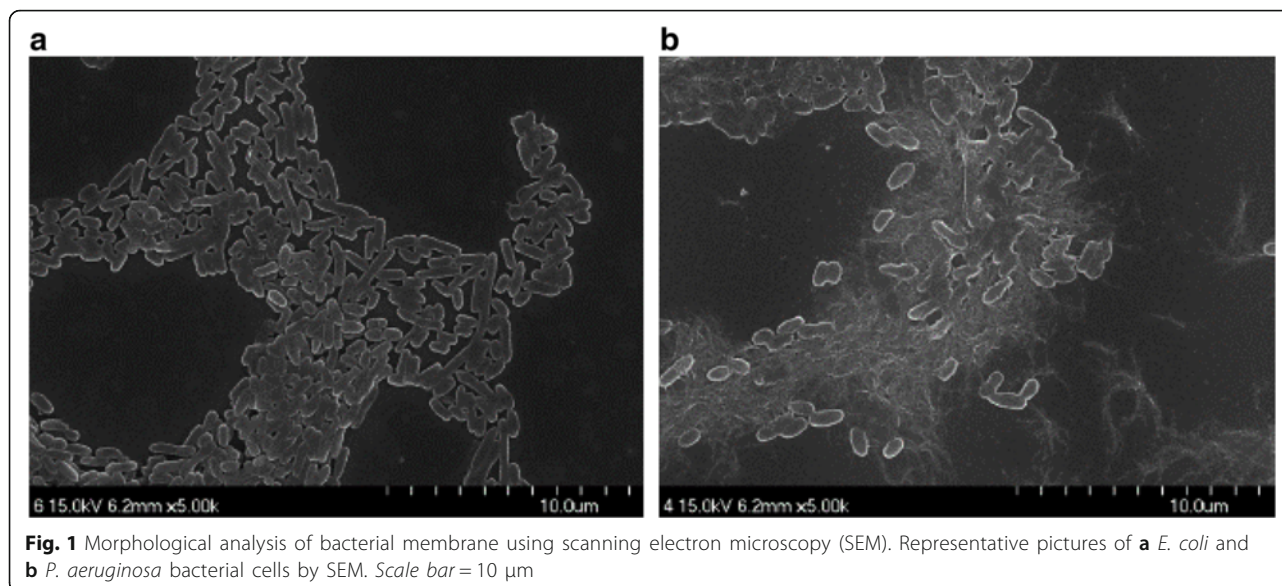 a
b
6 15.0kV 6.2mm x5.00k
10.0um
4 15.0kV 6.2mm x5.00k
10.0um
Fig. 1 Morphological analysis of bacterial membrane using scanning electron microscopy (SEM). Representative pictures of a E. coli and
b P. aeruginosa bacterial cells by SEM. Scale bar = 10 μm